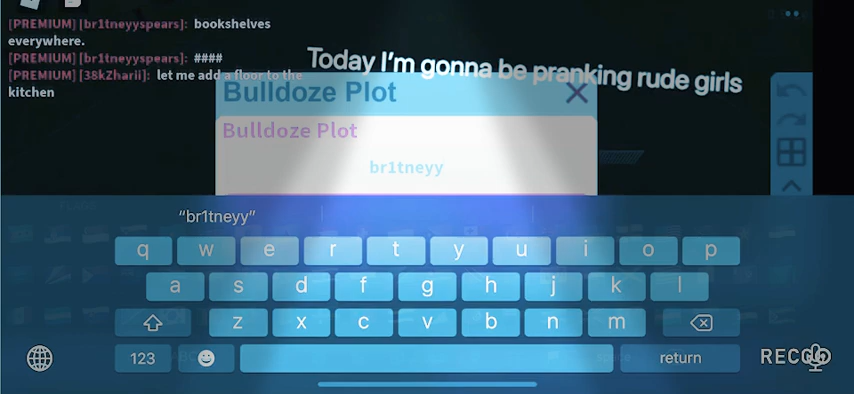 [PREMIUM] [br1tneyyspears]: bookshelves
everywhere.
[PREMIUM] [br1tneyyspears]: ####
[PREMIUM] [38kZharii]: let me add a floor to the
kitchen
Today I'm gonna be pranking rude girls
Bulldoze Plot
Bulldoze Plot
br1tneyy
“br1tneyy”
q w e r t y u i o p
a s d f g h j k l
z x c v b n m
123
return